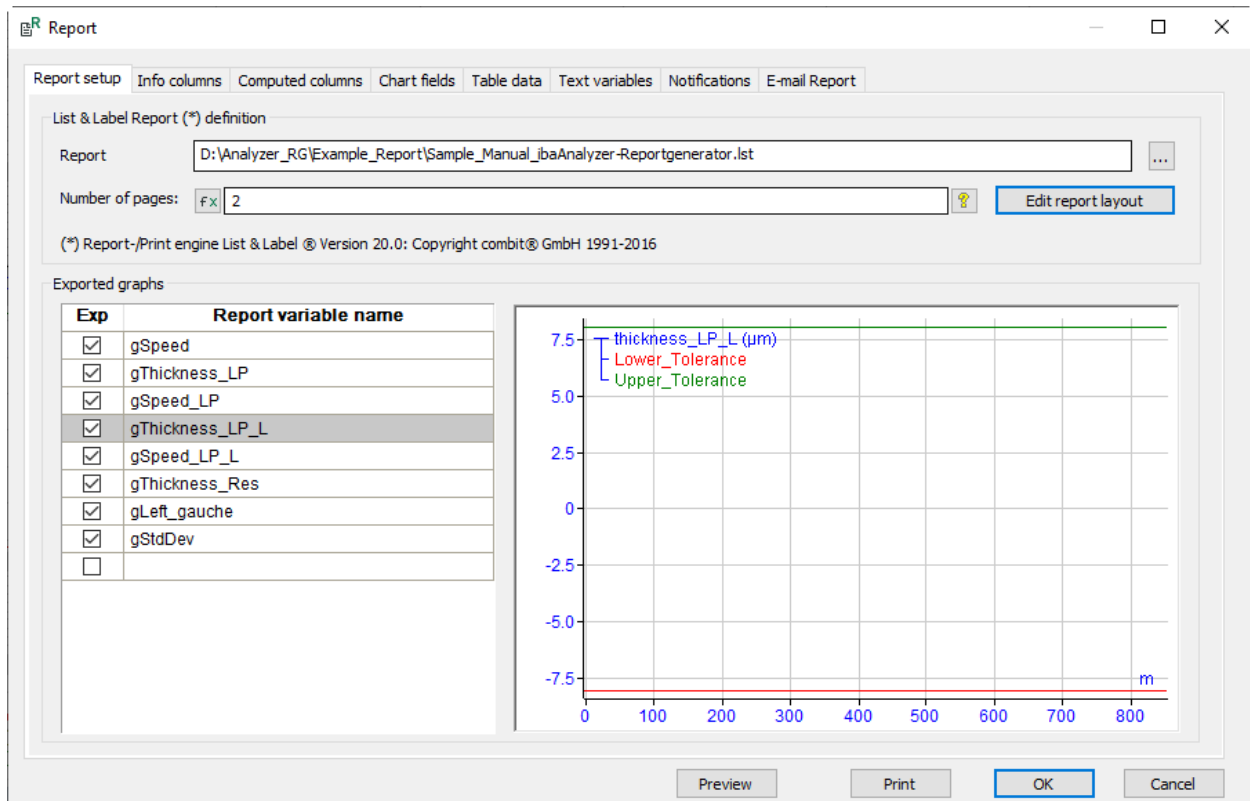 Report
Report setup Info columns Computed columns Chart fields Table data Text variables Notifications E-mail Report
List & Label Report (*) definition
Report D:\Analyzer_RG\Example_Report\Sample_Manual_ibaAnalyzer-Reportgenerator.lst ...
Number of pages: fx 2 ? Edit report layout
(*) Report-/Print engine List & Label ® Version 20.0: Copyright combit® GmbH 1991-2016
Exported graphs
Exp Report variable name
gSpeed
gThickness_LP
gSpeed_LP
gThickness_LP_L
gSpeed_LP_L
gThickness_Res
gLeft_gauche
gStdDev
thickness_LP_L (µm)
Lower_Tolerance
Upper_Tolerance
7.5
5.0
2.5
0
-2.5
-5.0
-7.5
m
0 100 200 300 400 500 600 700 800
Preview Print OK Cancel